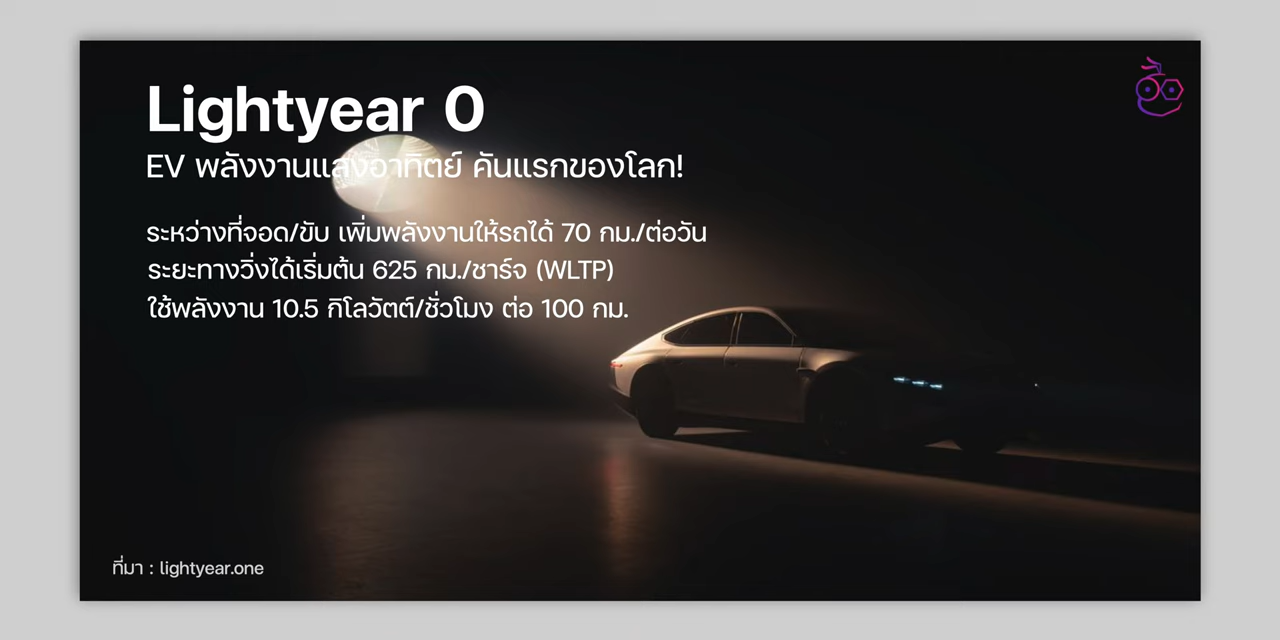 Lightyear 0
EV พลังงานแสงอาทิตย์ คันแรกของโลก!
ระหว่างที่จอด/ขับ เพิ่มพลังงานให้รถได้ 70 กม./ต่อวัน
ระยะทางวิ่งได้เริ่มต้น 625 กม./ชาร์จ (WLTP)
ใช้พลังงาน 10.5 กิโลวัตต์/ชั่วโมง ต่อ 100 กม.
ที่มา : lightyear.one